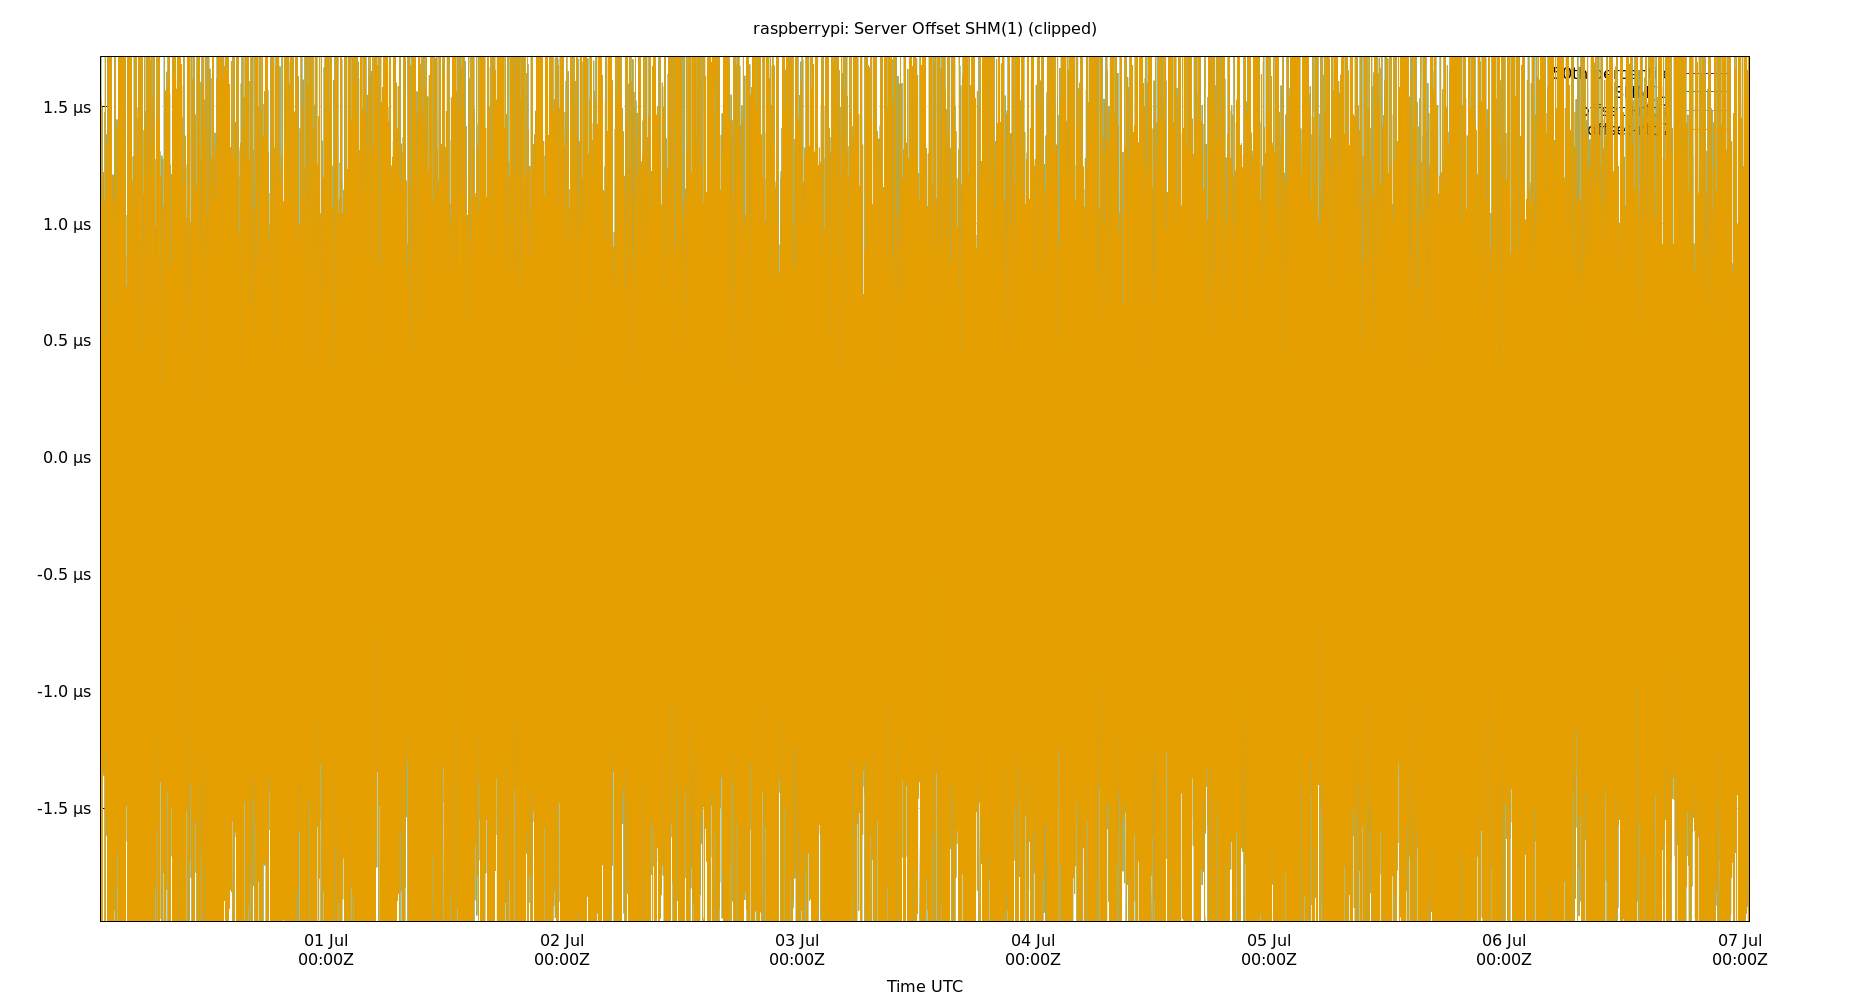 raspberrypi: Server Offset SHM(1) (clipped)
1.5 µs
1.0 µs
0.5 µs
0.0 µs
-0.5 µs
-1.0 µs
-1.5 µs
01 Jul 02 Jul 03 Jul 04 Jul 05 Jul 06 Jul 07 Jul
00:00Z 00:00Z 00:00Z 00:00Z 00:00Z 00:00Z 00:00Z
Time UTC